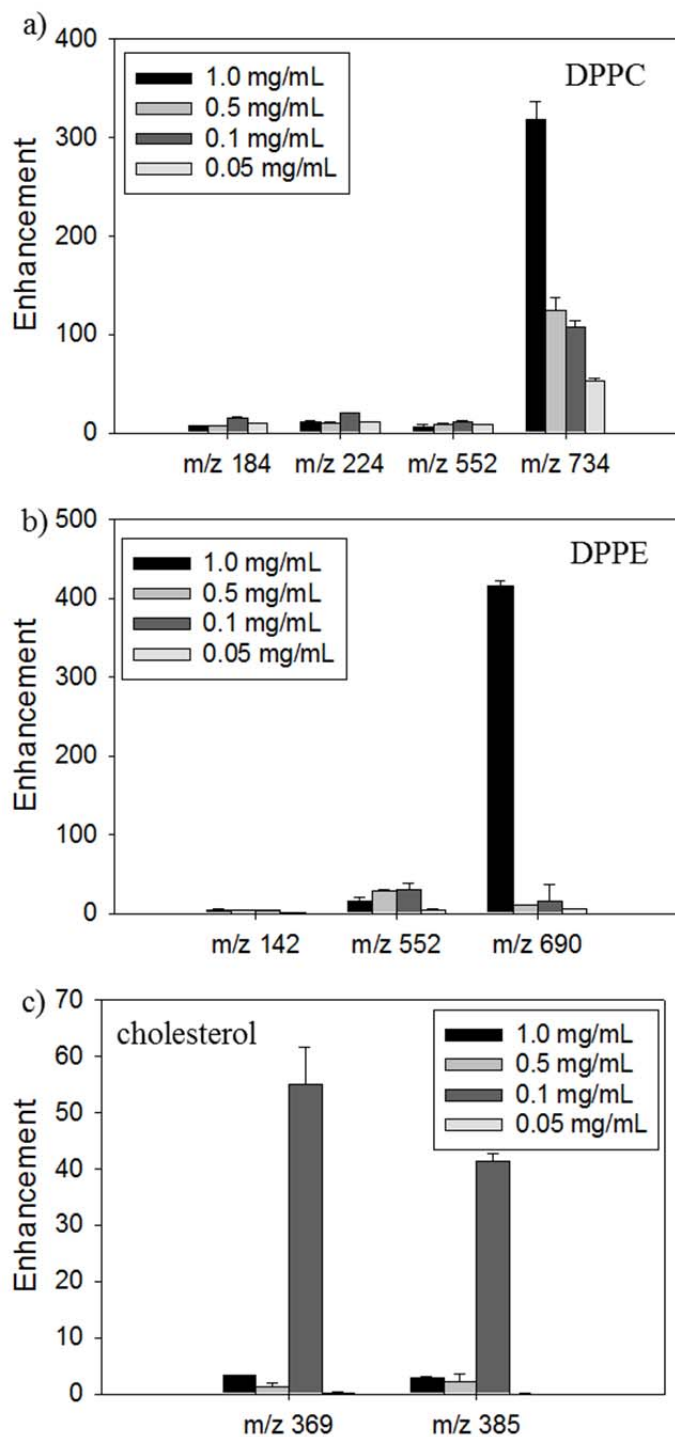 a)
400
300
200
100
0
Enhancement
1.0 mg/mL
0.5 mg/mL
0.1 mg/mL
0.05 mg/mL
DPPC
m/z 184 m/z 224 m/z 552 m/z 734
b)
500
400
300
200
100
0
Enhancement
1.0 mg/mL
0.5 mg/mL
0.1 mg/mL
0.05 mg/mL
DPPE
m/z 142 m/z 552 m/z 690
c)
70
60
50
40
30
20
10
0
Enhancement
cholesterol
1.0 mg/mL
0.5 mg/mL
0.1 mg/mL
0.05 mg/mL
m/z 369 m/z 385